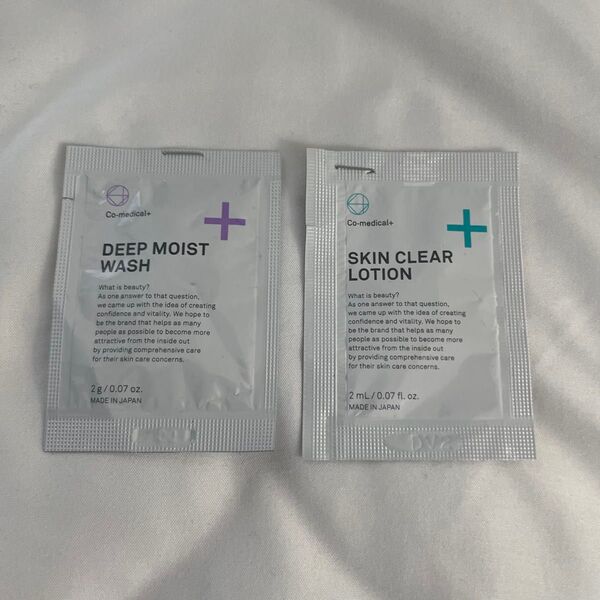 Co-medical+
DEEP MOIST
WASH
What is beauty?
As one answer to that question,
we came up with the idea of creating
confidence and vitality. We hope to
be the brand that helps as many
people as possible to become more
attractive from the inside out
by providing comprehensive care
for their skin care concerns.
2 g / 0.07 oz.
MADE IN JAPAN
Co-medical+
SKIN CLEAR
LOTION
What is beauty?
As one answer to that question,
we came up with the idea of creating
confidence and vitality. We hope to
be the brand that helps as many
people as possible to become more
attractive from the inside out
by providing comprehensive care
for their skin care concerns.
2 mL / 0.07 fl. oz.
MADE IN JAPAN